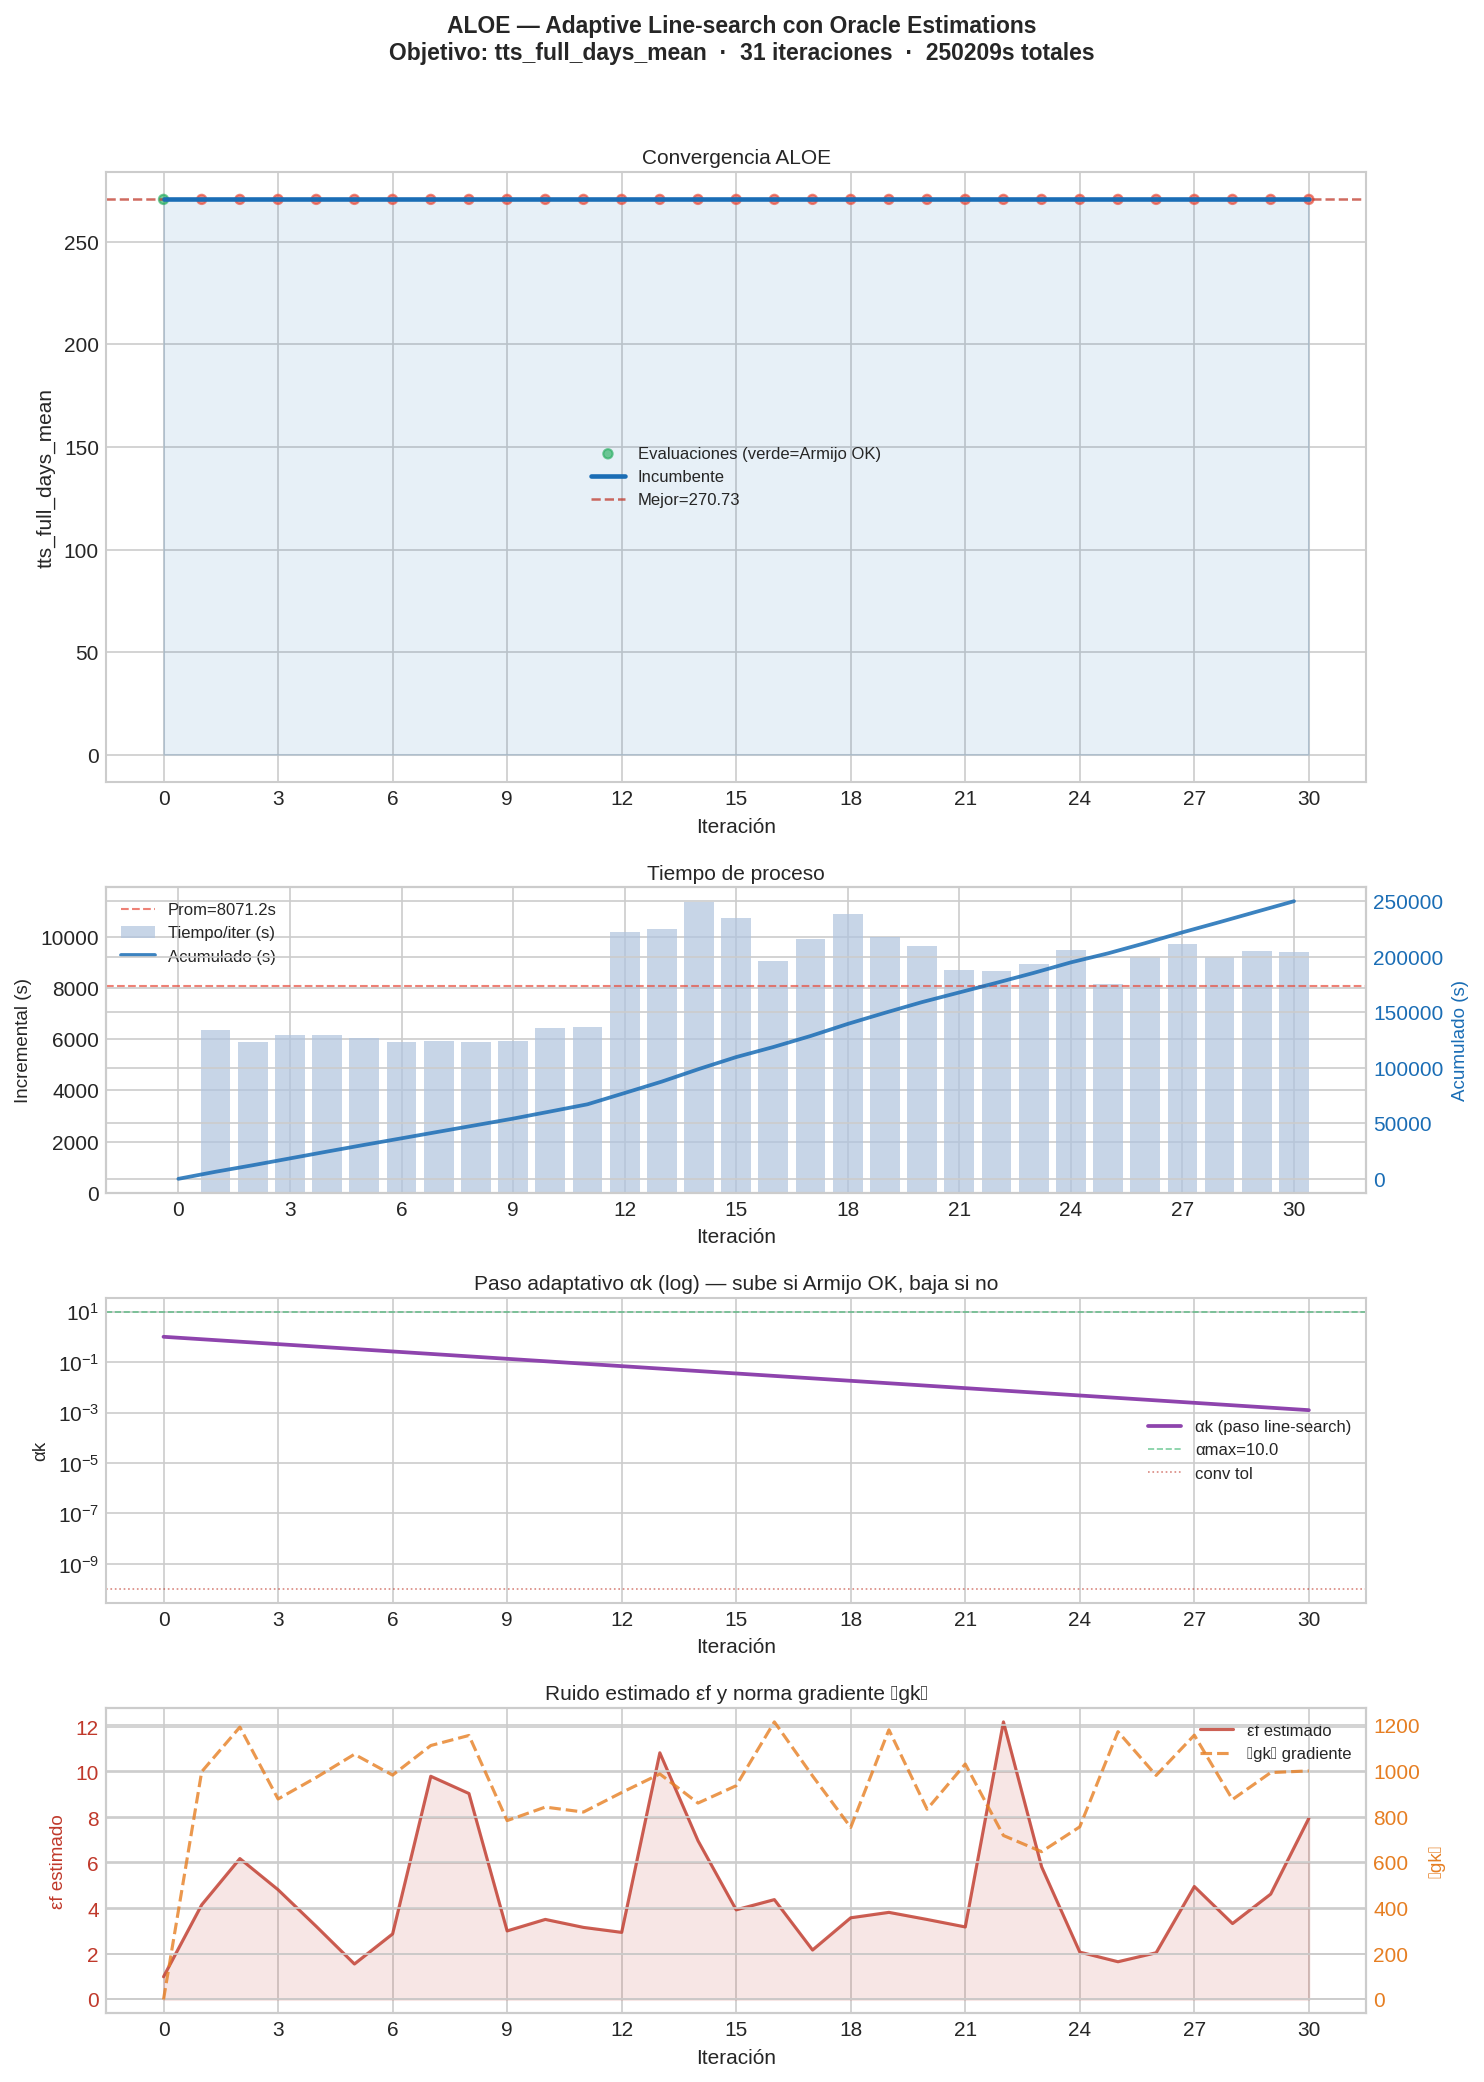 ALOE — Adaptive Line-search con Oracle Estimations
Objetivo: tts_full_days_mean · 31 iteraciones · 250209s totales
Convergencia ALOE
tts_full_days_mean
250
200
150
100
50
0
Evaluaciones (verde=Armijo OK)
Incumbente
Mejor=270.73
0 3 6 9 12 15 18 21 24 27 30
Iteración
Tiempo de proceso
Incremental (s)
10000
8000
6000
4000
2000
0
Prom=8071.2s
Tiempo/iter (s)
Acumulado (s)
250000
200000
150000
100000
50000
0
Acumulado (s)
0 3 6 9 12 15 18 21 24 27 30
Iteración
Paso adaptativo αk (log) — sube si Armijo OK, baja si no
αk
10¹
10⁻¹
10⁻³
10⁻⁵
10⁻⁷
10⁻⁹
αk (paso line-search)
αmax=10.0
conv tol
0 3 6 9 12 15 18 21 24 27 30
Iteración
Ruido estimado εf y norma gradiente ▯gk▯
εf estimado
12
10
8
6
4
2
0
εf estimado
▯gk▯ gradiente
1200
1000
800
600
400
200
0
▯gk▯
0 3 6 9 12 15 18 21 24 27 30
Iteración